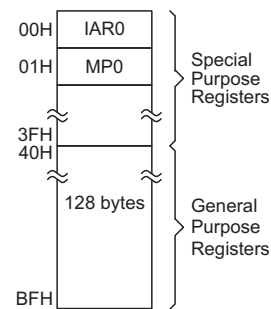 00H IAR0
01H MP0
Special
Purpose
Registers
3FH
40H
128 bytes
General
Purpose
Registers
BFH